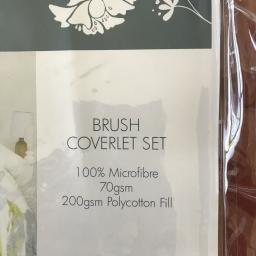 BRUSH
COVERLET SET
100% Microfibre
70gsm
200gsm Polycotton Fill